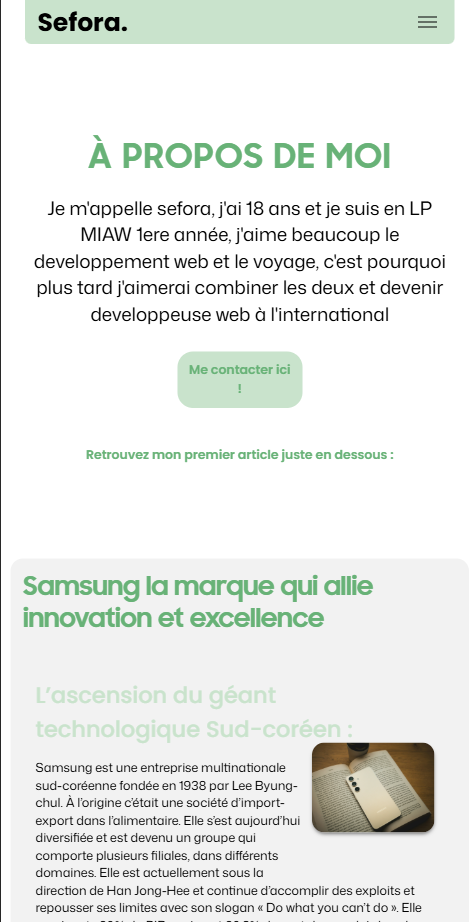 Sefora.
À PROPOS DE MOI
Je m'appelle sefora, j'ai 18 ans et je suis en LP
MIAW 1ere année, j'aime beaucoup le
developpement web et le voyage, c'est pourquoi
plus tard j'aimerai combiner les deux et devenir
developpeuse web à l'international
Me contacter ici
!
Retrouvez mon premier article juste en dessous :
Samsung la marque qui allie
innovation et excellence
L’ascension du géant
technologique Sud-coréen :
Samsung est une entreprise multinationale
sud-coréenne fondée en 1938 par Lee Byung-
chul. À l’origine c’était une société d’import-
export dans l’alimentaire. Elle s’est aujourd’hui
diversifiée et est devenu un groupe qui
comporte plusieurs filiales, dans différents
domaines. Elle est actuellement sous la
direction de Han Jong-Hee et continue d’accomplir des exploits et
repousser ses limites avec son slogan « Do what you can’t do ». Elle